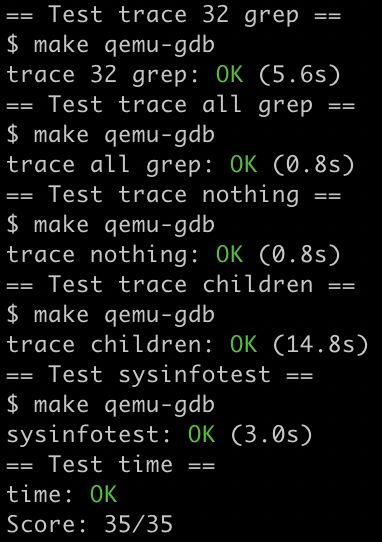 == Test trace 32 grep ==
$ make qemu-gdb
trace 32 grep: OK (5.6s)
== Test trace all grep ==
$ make qemu-gdb
trace all grep: OK (0.8s)
== Test trace nothing ==
$ make qemu-gdb
trace nothing: OK (0.8s)
== Test trace children ==
$ make qemu-gdb
trace children: OK (14.8s)
== Test sysinfotest ==
$ make qemu-gdb
sysinfotest: OK (3.0s)
== Test time ==
time: OK
Score: 35/35